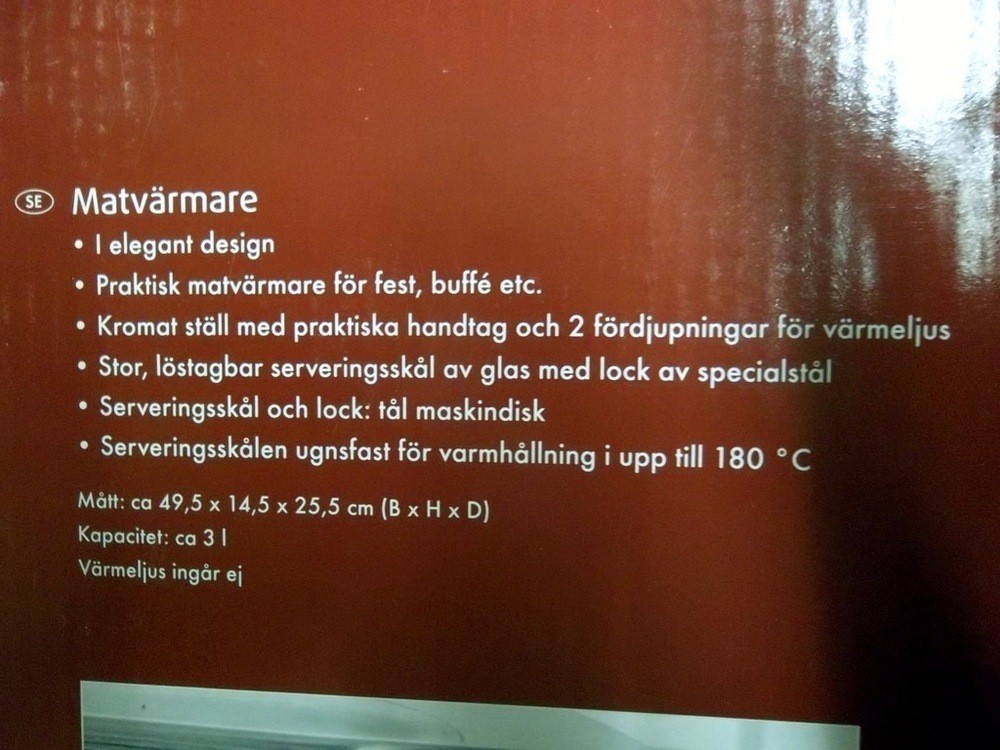 SE Matvärmare
• I elegant design
• Praktisk matvärmare för fest, buffé etc.
• Kromat ställ med praktiska handtag och 2 fördjupningar för värmeljus
• Stor, löstagbar serveringsskål av glas med lock av specialstål
• Serveringsskål och lock: tål maskindisk
• Serveringsskålen ugnsfast för varmhållning i upp till 180 °C
Mått: ca 49,5 x 14,5 x 25,5 cm (B x H x D)
Kapacitet: ca 3 l
Värmeljus ingår ej